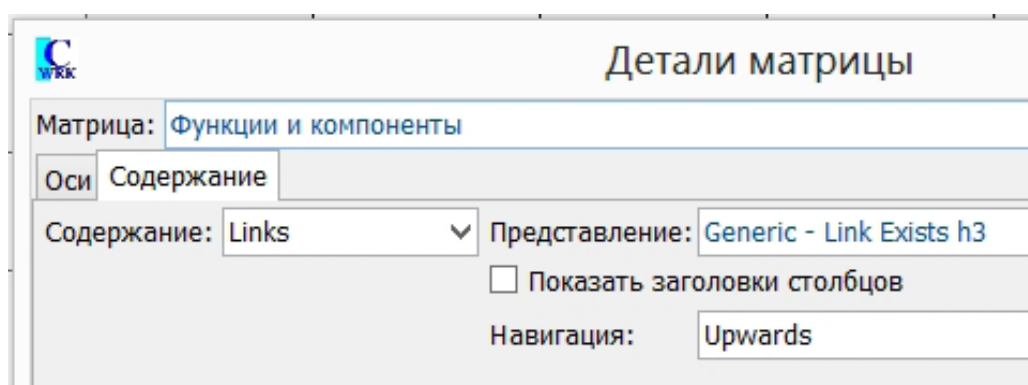 C
WRK
Детали матрицы
Матрица: Функции и компоненты
Оси Содержание
Содержание: Links Представление: Generic - Link Exists h3
Показать заголовки столбцов
Навигация: Upwards